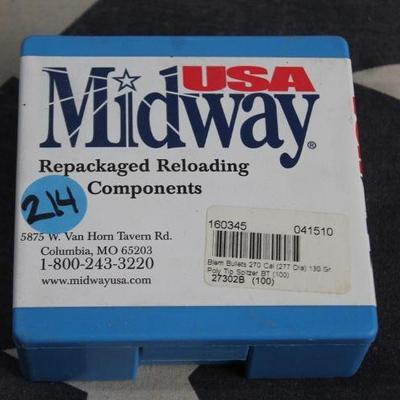 USA
Midway®
Repackaged Reloading
Components
214
5875 W. Van Horn Tavern Rd.
Columbia, MO 65203
1-800-243-3220
www.midwayusa.com
160345 041510
Blem Bullets 270 Cal (277 Dia) 130 Gr
Poly Tip Spitzer BT (100)
27302B (100)